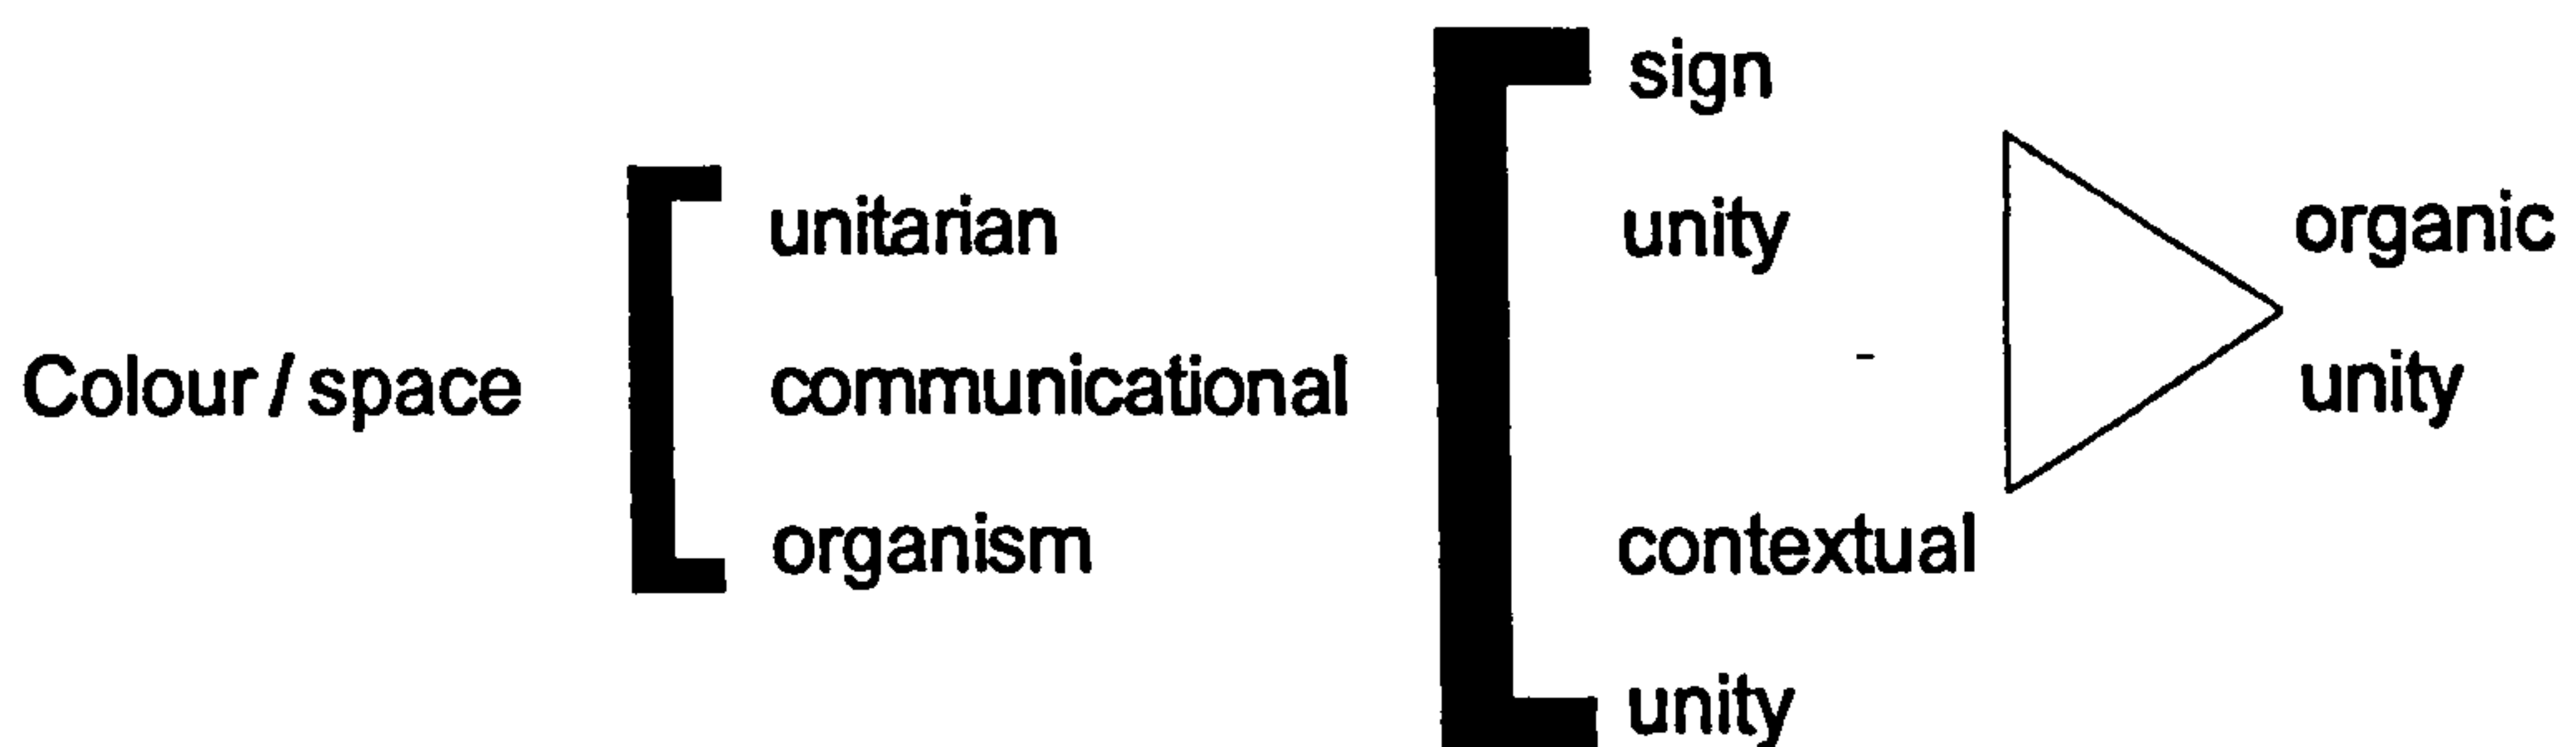 Colour / space
unitarian
communicational
organism
sign
unity
contextual
unity
organic
unity